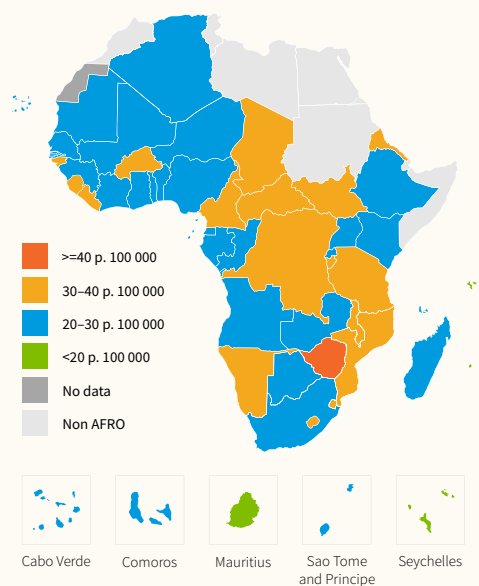 >=40 p. 100 000
30–40 p. 100 000
20–30 p. 100 000
<20 p. 100 000
No data
Non AFRO
Cabo Verde
Comoros
Mauritius
Sao Tome
and Principe
Seychelles